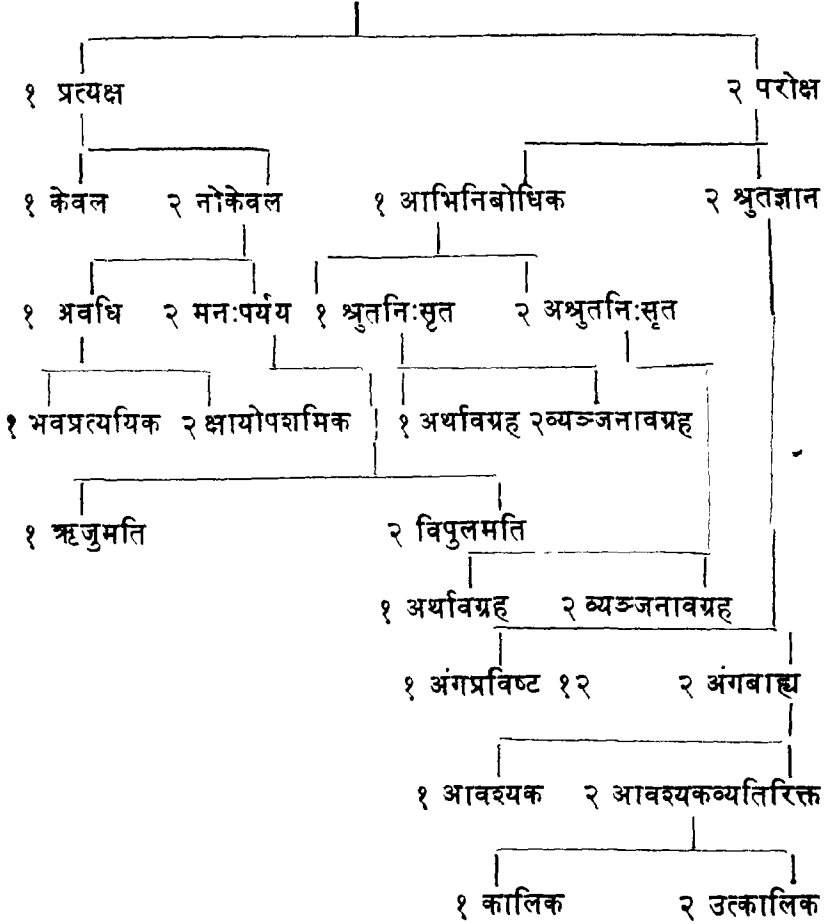 १ प्रत्यक्ष २ परोक्ष
१ केवल २ नोकेवल १ आभिनिबोधिक २ श्रुतज्ञान
१ अवधि २ मनःपर्यय १ श्रुतनिःसृत २ अश्रुतनिःसृत
१ भवप्रत्ययिक २ क्षायोपशमिक १ अर्थावग्रह २व्यञ्जनावग्रह
१ ऋजुमति २ विपुलमति
१ अर्थावग्रह २ व्यञ्जनावग्रह
१ अंगप्रविष्ट १२ २ अंगबाह्य
१ आवश्यक २ आवश्यकव्यतिरिक्त
१ कालिक २ उत्कालिक